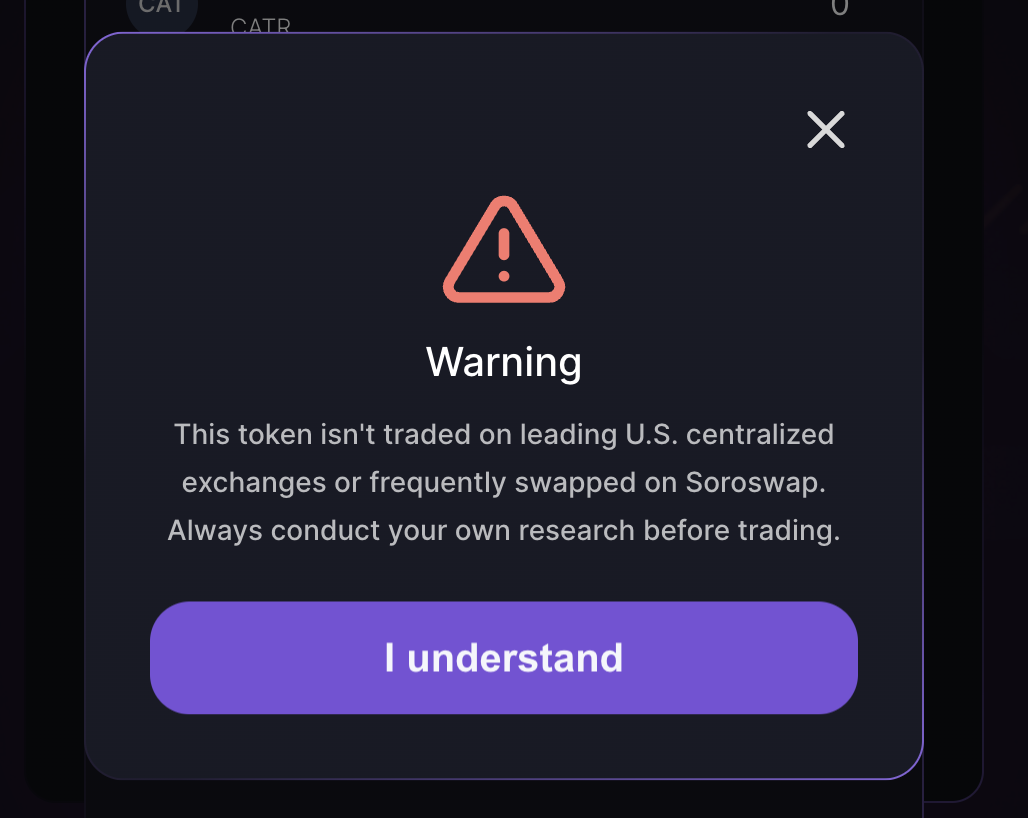 CAT
0
CATR
Warning
This token isn't traded on leading U.S. centralized
exchanges or frequently swapped on Soroswap.
Always conduct your own research before trading.
I understand